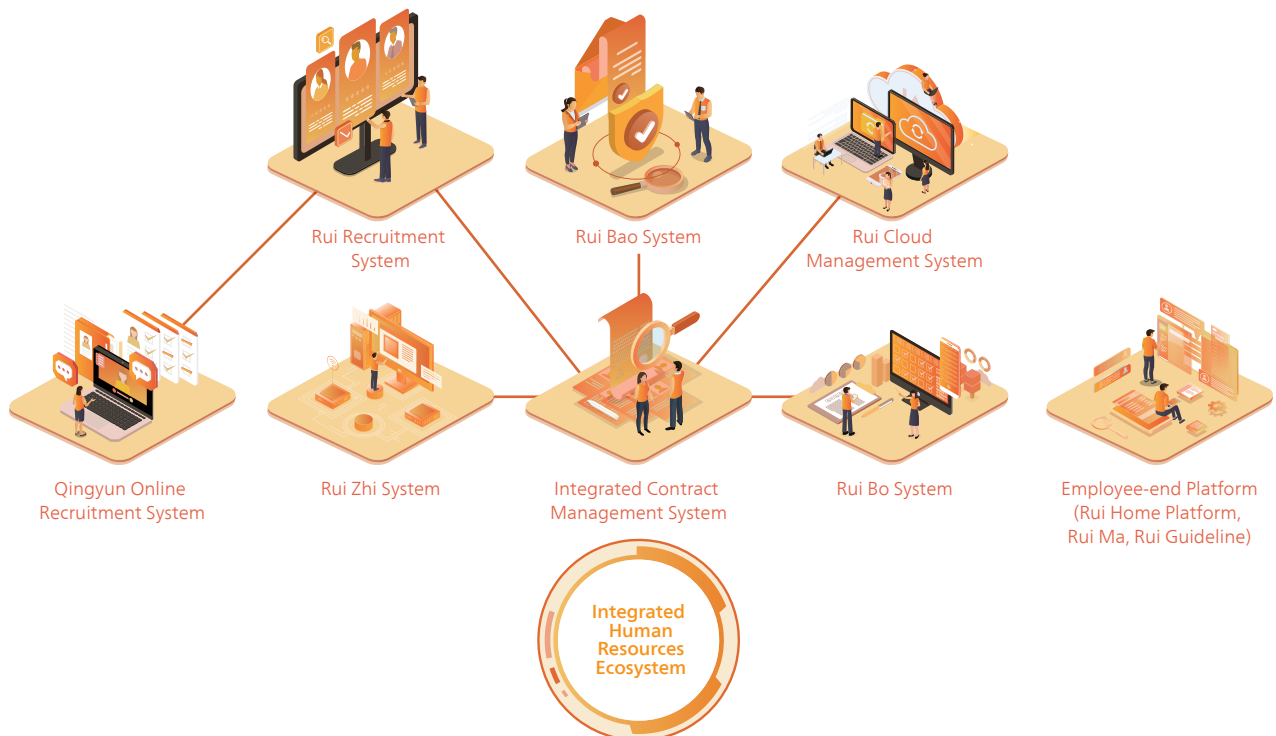 Rui Recruitment
System
Rui Bao System
Rui Cloud
Management System
Qingyun Online
Recruitment System
Rui Zhi System
Integrated Contract
Management System
Rui Bo System
Employee-end Platform
(Rui Home Platform,
Rui Ma, Rui Guideline)
Integrated
Human
Resources
Ecosystem